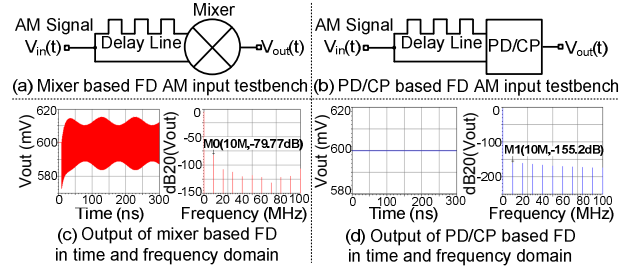 Mixer
AM Signal
Vin(t)
Delay Line
Vout(t)
(a) Mixer based FD AM input testbench
AM Signal
Vin(t)
Delay Line
PD/CP
Vout(t)
(b) PD/CP based FD AM input testbench
Vout (mV)
620
600
580
0 100 200 300
Time (ns)
dB20(Vout)
0
-50
-100
-150
M0(10M,-79.77dB)
0 20 40 60 80 100
Frequency (MHz)
(c) Output of mixer based FD
in time and frequency domain
Vout (mV)
620
600
580
0 100 200 300
Time (ns)
dB20(Vout)
0
-100
-200
M1(10M,-155.2dB)
0 20 40 60 80 100
Frequency (MHz)
(d) Output of PD/CP based FD
in time and frequency domain